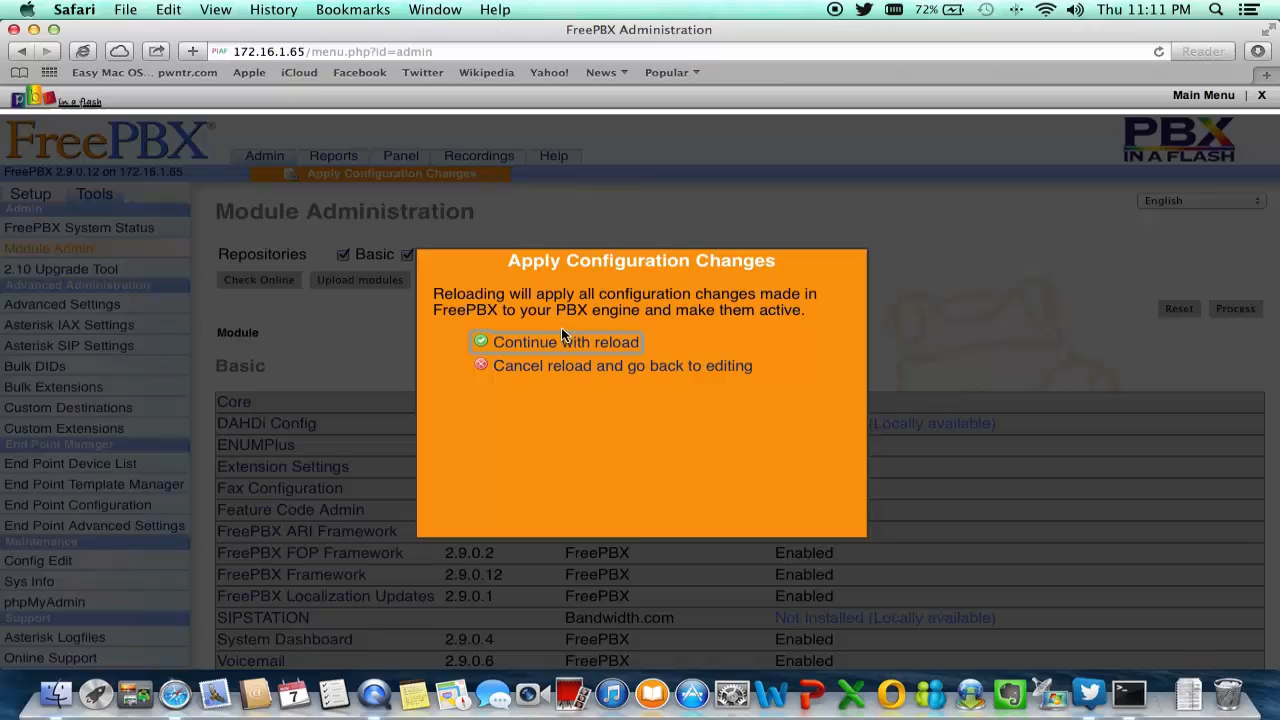 Safari File Edit View History Bookmarks Window Help 72% Thu 11:11 PM
FreePBX Administration
PIAF 172.16.1.65/menu.php?id=admin Reader
Easy Mac OS... pwntr.com Apple iCloud Facebook Twitter Wikipedia Yahoo! News Popular
pbx in a flash Main Menu | X
FreePBX® PBX
IN A FLASH
Admin Reports Panel Recordings Help
FreePBX 2.9.0.12 on 172.16.1.65 Apply Configuration Changes
Setup Tools English
Admin
FreePBX System Status
Module Admin
2.10 Upgrade Tool
Advanced Administration
Advanced Settings
Asterisk IAX Settings
Asterisk SIP Settings
Bulk DIDs
Bulk Extensions
Custom Destinations
Custom Extensions
End Point Manager
End Point Device List
End Point Template Manager
End Point Configuration
End Point Advanced Settings
Maintenance
Config Edit
Sys Info
phpMyAdmin
Support
Asterisk Logfiles
Online Support
Module Administration
Repositories Basic
Check Online Upload modules
Reset Process
Module
Basic
Core
DAHDi Config (Locally available)
ENUMPlus
Extension Settings
Fax Configuration
Feature Code Admin
FreePBX ARI Framework
FreePBX FOP Framework 2.9.0.2 FreePBX Enabled
FreePBX Framework 2.9.0.12 FreePBX Enabled
FreePBX Localization Updates 2.9.0.1 FreePBX Enabled
SIPSTATION Bandwidth.com Not Installed (Locally available)
System Dashboard 2.9.0.4 FreePBX Enabled
Voicemail 2.9.0.6 FreePBX Enabled
Apply Configuration Changes
Reloading will apply all configuration changes made in
FreePBX to your PBX engine and make them active.
Continue with reload
Cancel reload and go back to editing